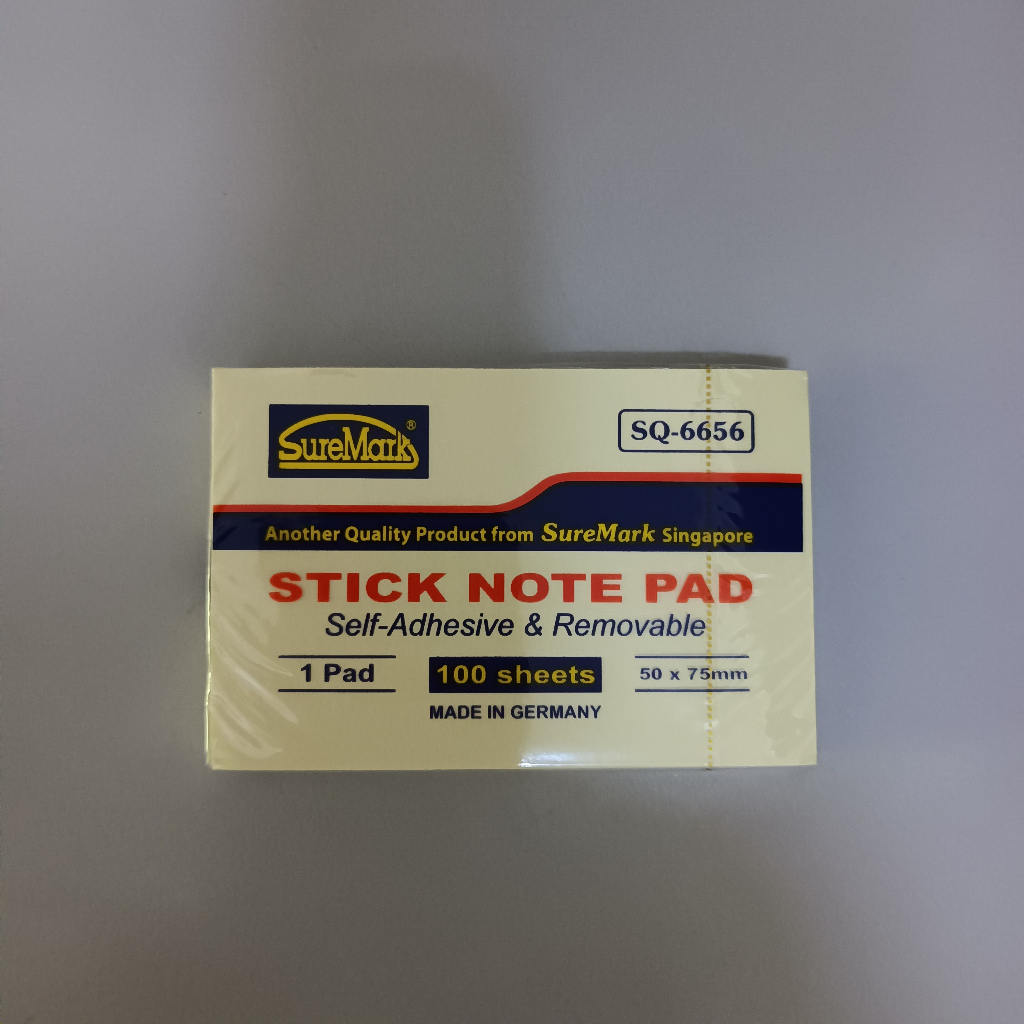 SureMark®
SQ-6656
Another Quality Product from SureMark Singapore
STICK NOTE PAD
Self-Adhesive & Removable
1 Pad
100 sheets
50 x 75mm
MADE IN GERMANY